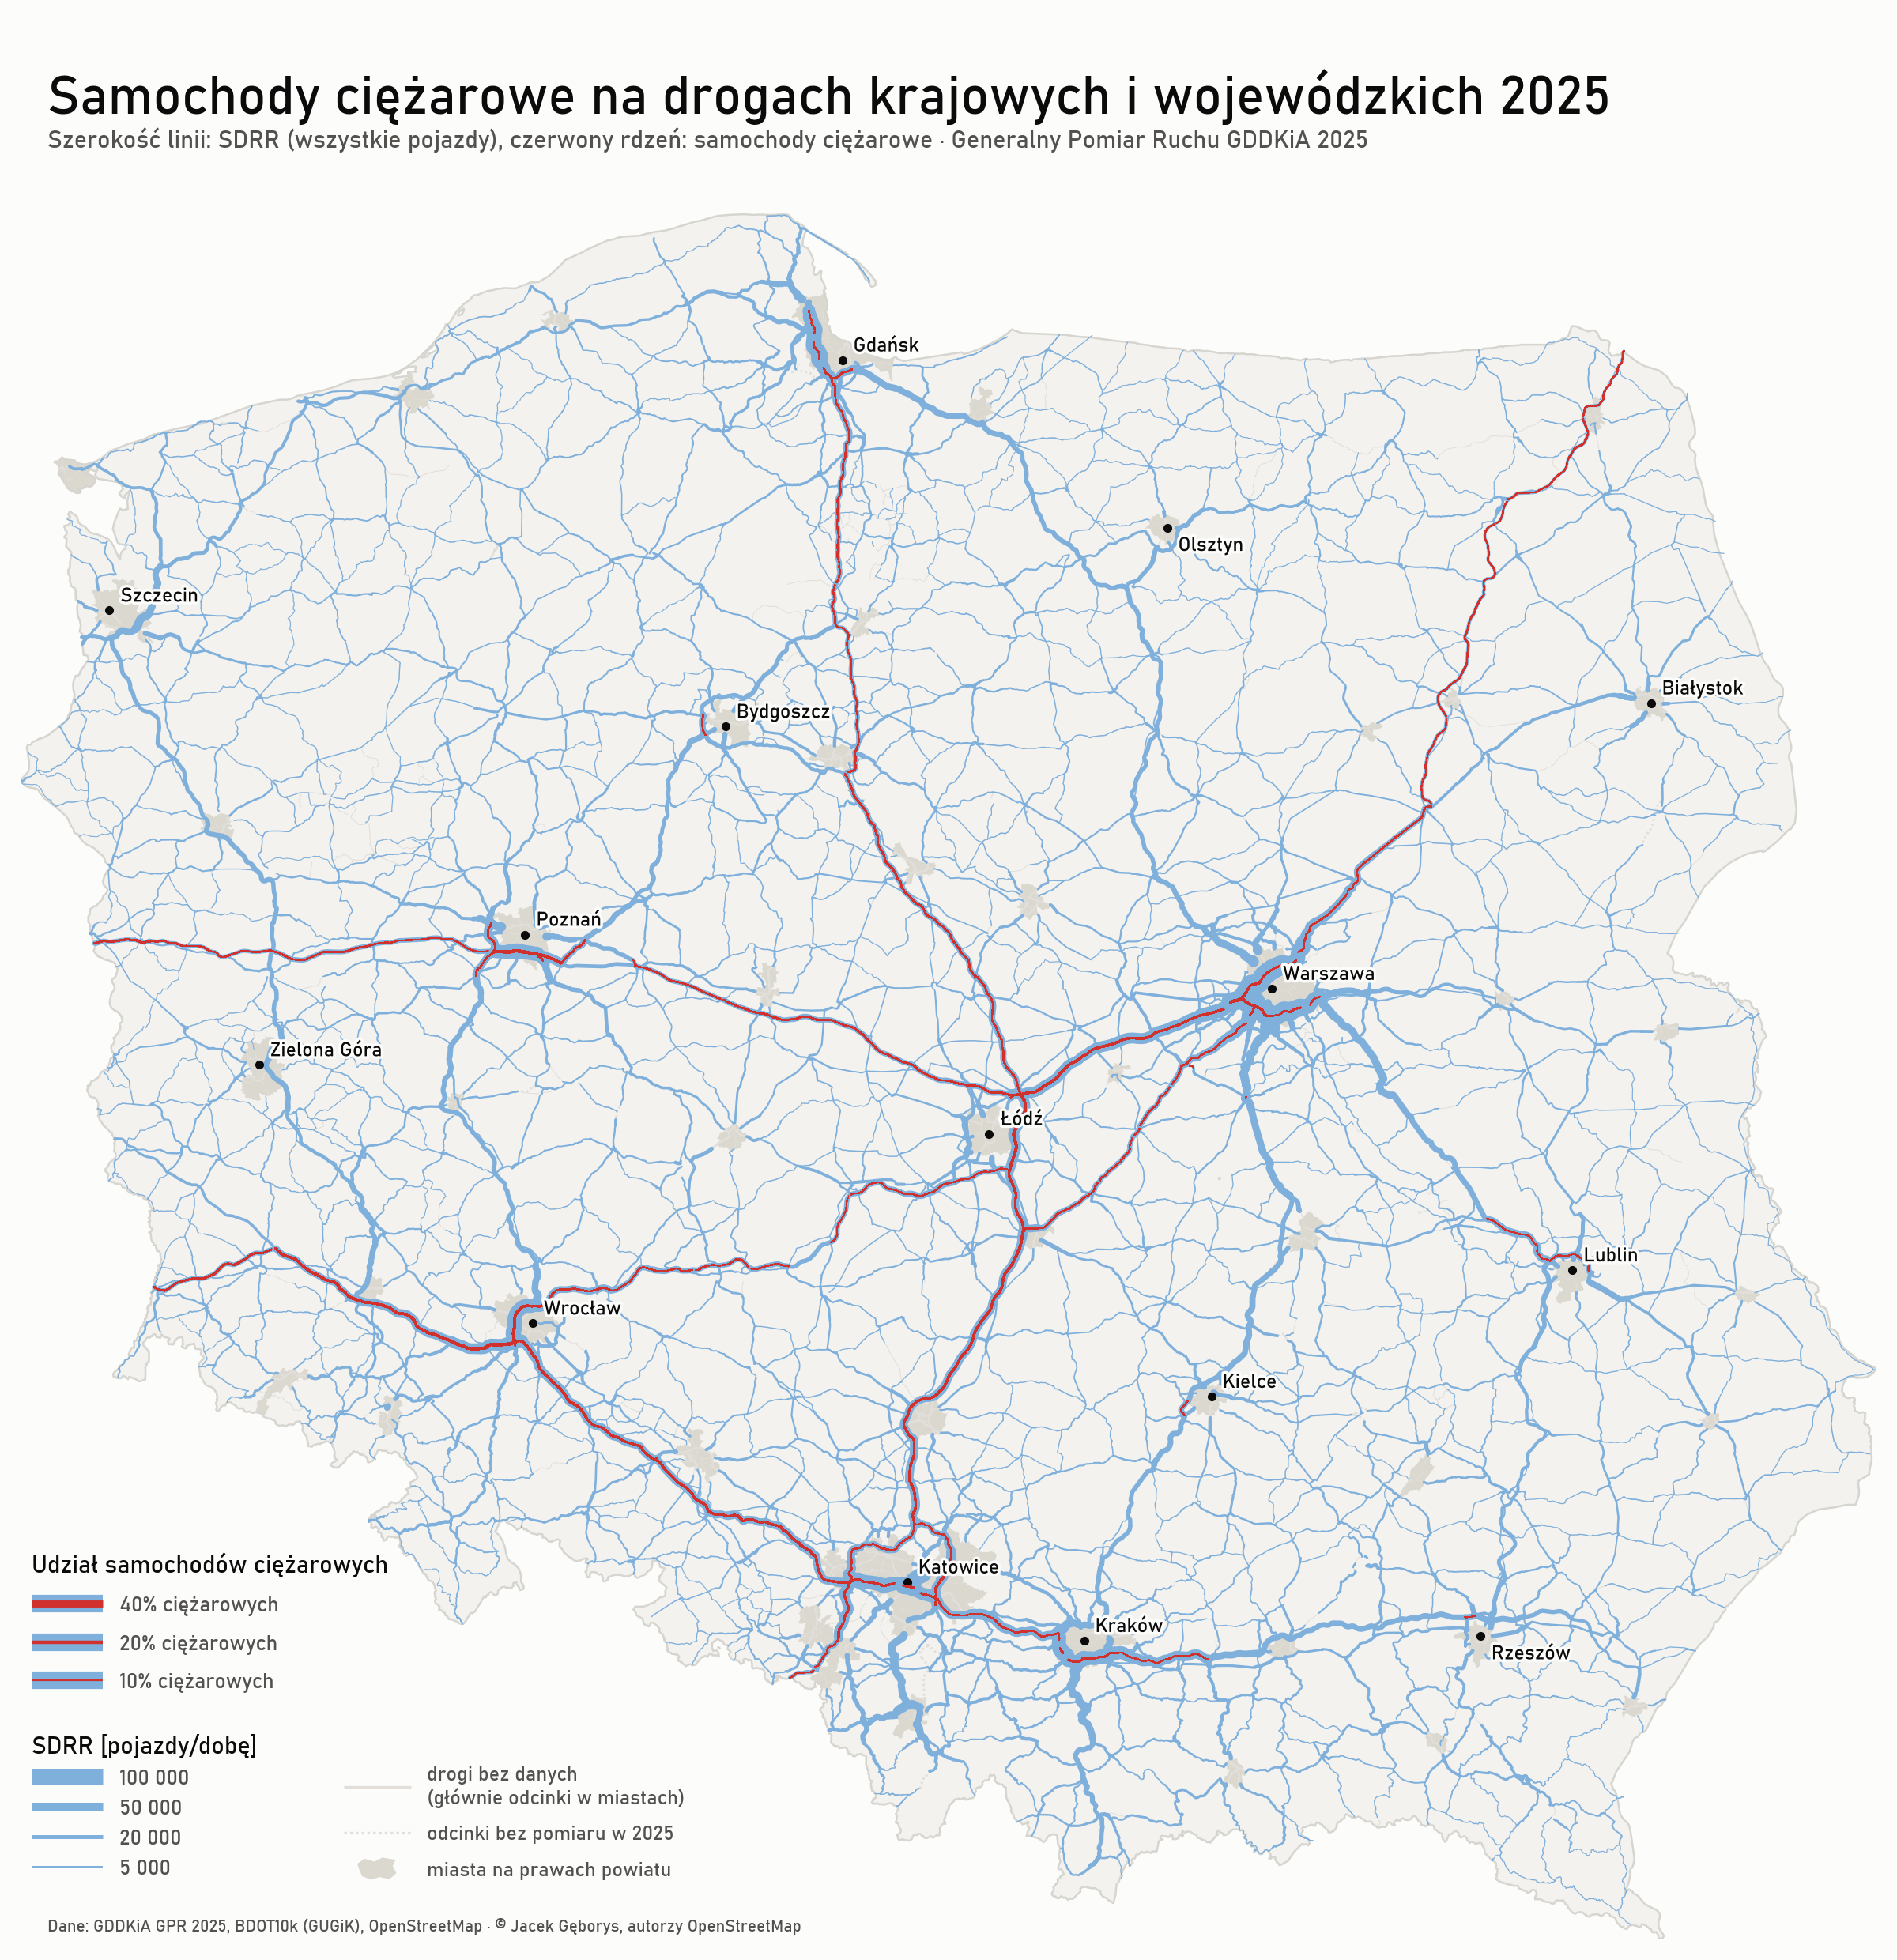 Samochody ciężarowe na drogach krajowych i wojewódzkich 2025
Szerokość linii: SDRR (wszystkie pojazdy), czerwony rdzeń: samochody ciężarowe · Generalny Pomiar Ruchu GDDKiA 2025
Gdańsk
Olsztyn
Szczecin
Białystok
Bydgoszcz
Poznań
Warszawa
Zielona Góra
Łódź
Lublin
Wrocław
Kielce
Katowice
Kraków
Rzeszów
Udział samochodów ciężarowych
40% ciężarowych
20% ciężarowych
10% ciężarowych
SDRR [pojazdy/dobę]
100 000
50 000
20 000
5 000
drogi bez danych
(głównie odcinki w miastach)
odcinki bez pomiaru w 2025
miasta na prawach powiatu
Dane: GDDKiA GPR 2025, BDOT10k (GUGiK), OpenStreetMap · © Jacek Gęborys, autorzy OpenStreetMap